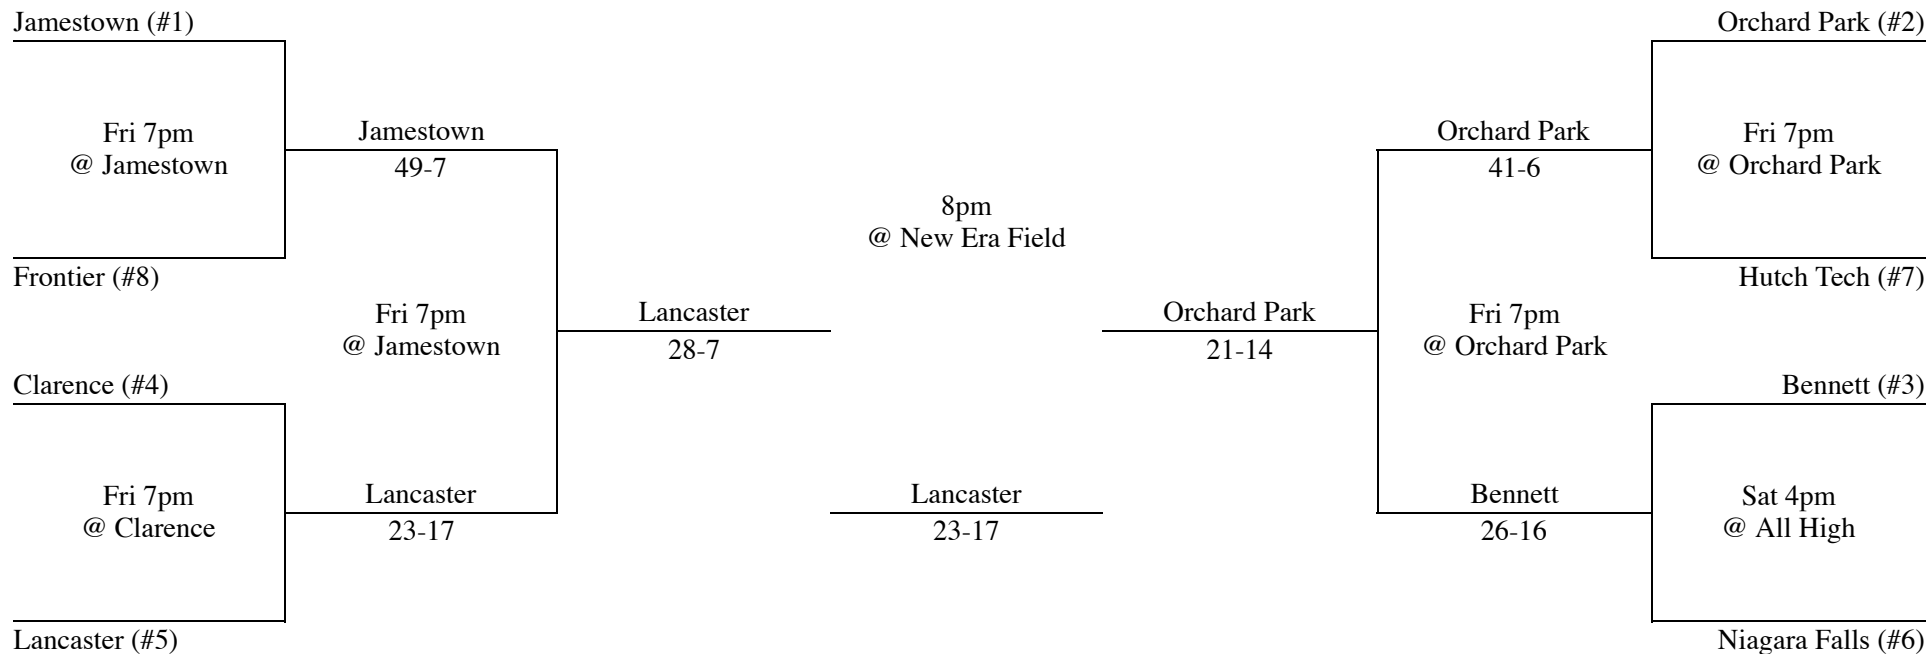 Jamestown (#1)
Fri 7pm
@ Jamestown
Frontier (#8)
Jamestown
49-7
Clarence (#4)
Fri 7pm
@ Clarence
Lancaster (#5)
Lancaster
23-17
Fri 7pm
@ Jamestown
Lancaster
28-7
8pm
@ New Era Field
Lancaster
23-17
Orchard Park
21-14
Fri 7pm
@ Orchard Park
Orchard Park
41-6
Orchard Park (#2)
Fri 7pm
@ Orchard Park
Hutch Tech (#7)
Bennett
26-16
Bennett (#3)
Sat 4pm
@ All High
Niagara Falls (#6)